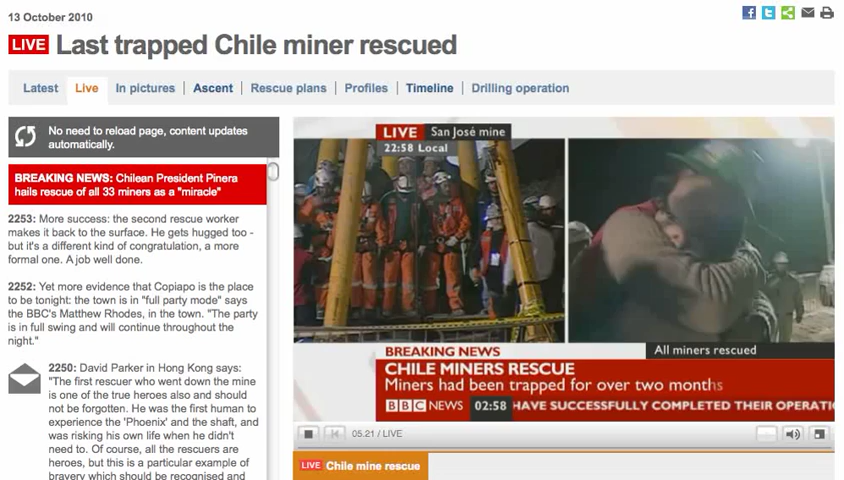 13 October 2010
LIVE Last trapped Chile miner rescued
Latest Live In pictures Ascent Rescue plans Profiles Timeline Drilling operation
No need to reload page, content updates
automatically.
BREAKING NEWS: Chilean President Pinera
hails rescue of all 33 miners as a "miracle"
2253: More success: the second rescue worker
makes it back to the surface. He gets hugged too -
but it's a different kind of congratulation, a more
formal one. A job well done.
2252: Yet more evidence that Copiapo is the place
to be tonight: the town is in "full party mode" says
the BBC's Matthew Rhodes, in the town. "The party
is in full swing and will continue throughout the
night."
2250: David Parker in Hong Kong says:
"The first rescuer who went down the mine
is one of the true heroes also and should
not be forgotten. He was the first human to
experience the 'Phoenix' and the shaft, and
was risking his own life when he didn't
need to. Of course, all the rescuers are
heroes, but this is a particular example of
bravery which should be recognised and
LIVE San José mine
22:58 Local
BREAKING NEWS All miners rescued
CHILE MINERS RESCUE
Miners had been trapped for over two months
BBC NEWS 02:58 HAVE SUCCESSFULLY COMPLETED THEIR OPERATI
05.21 / LIVE
LIVE Chile mine rescue